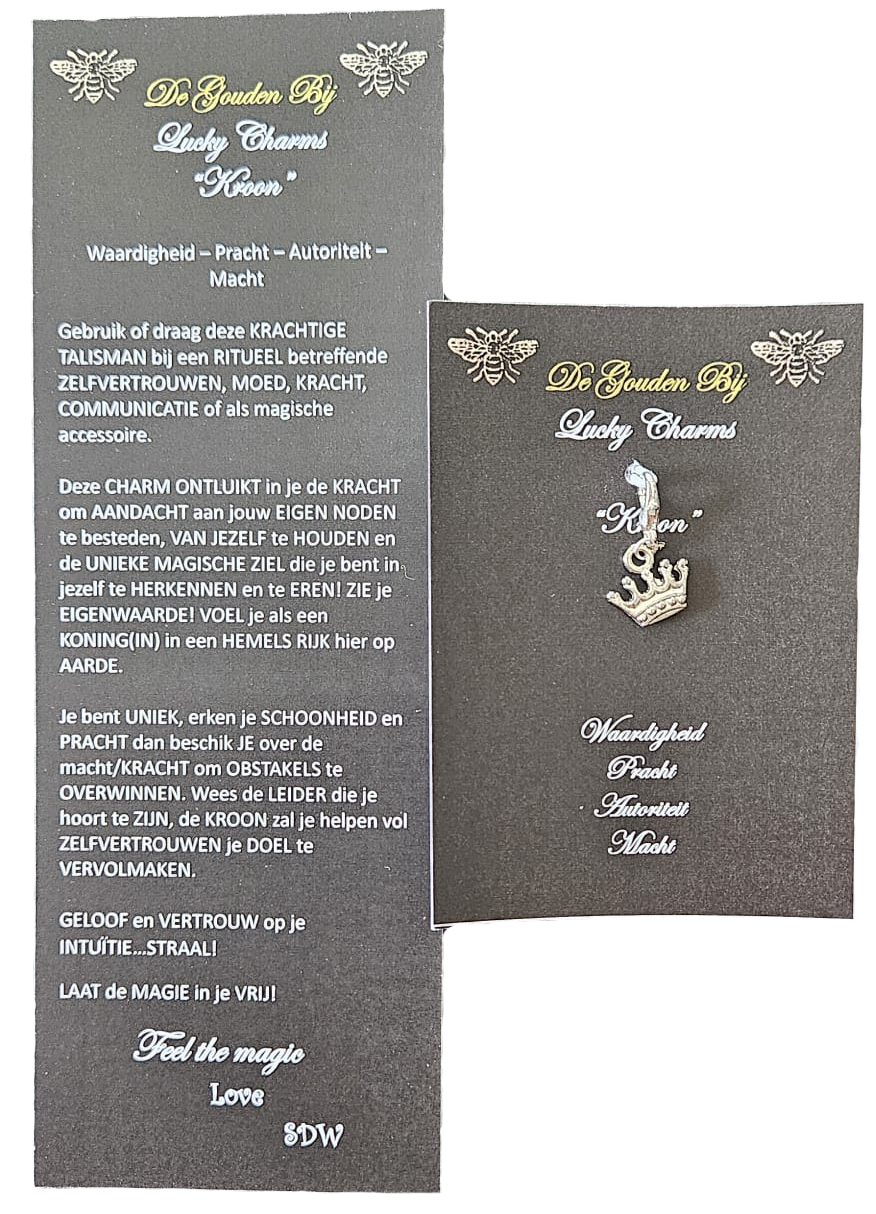 De Gouden Bij
Lucky Charms
"Kroon"
Waardigheid – Pracht – Autoriteit –
Macht
Gebruik of draag deze KRACHTIGE
TALISMAN bij een RITUEEL betreffende
ZELFVERTROUWEN, MOED, KRACHT,
COMMUNICATIE of als magische
accessoire.
Deze CHARM ONTLUIKT in je de KRACHT
om AANDACHT aan jouw EIGEN NODEN
te besteden, VAN JEZELF te HOUDEN en
de UNIEKE MAGISCHE ZIEL die je bent in
jezelf te HERKENNEN en te EREN! ZIE je
EIGENWAARDE! VOEL je als een
KONING(IN) in een HEMELS RIJK hier op
AARDE.
Je bent UNIEK, erken je SCHOONHEID en
PRACHT dan beschik JE over de
macht/KRACHT om OBSTAKELS te
OVERWINNEN. Wees de LEIDER die je
hoort te ZIJN, de KROON zal je helpen vol
ZELFVERTROUWEN je DOEL te
VERVOLMAKEN.
GELOOF en VERTROUW op je
INTUÏTIE...STRAAL!
LAAT de MAGIE in je VRIJ!
Feel the magic
Love
SDW
De Gouden Bij
Lucky Charms
"Kroon"
Waardigheid
Pracht
Autoriteit
Macht